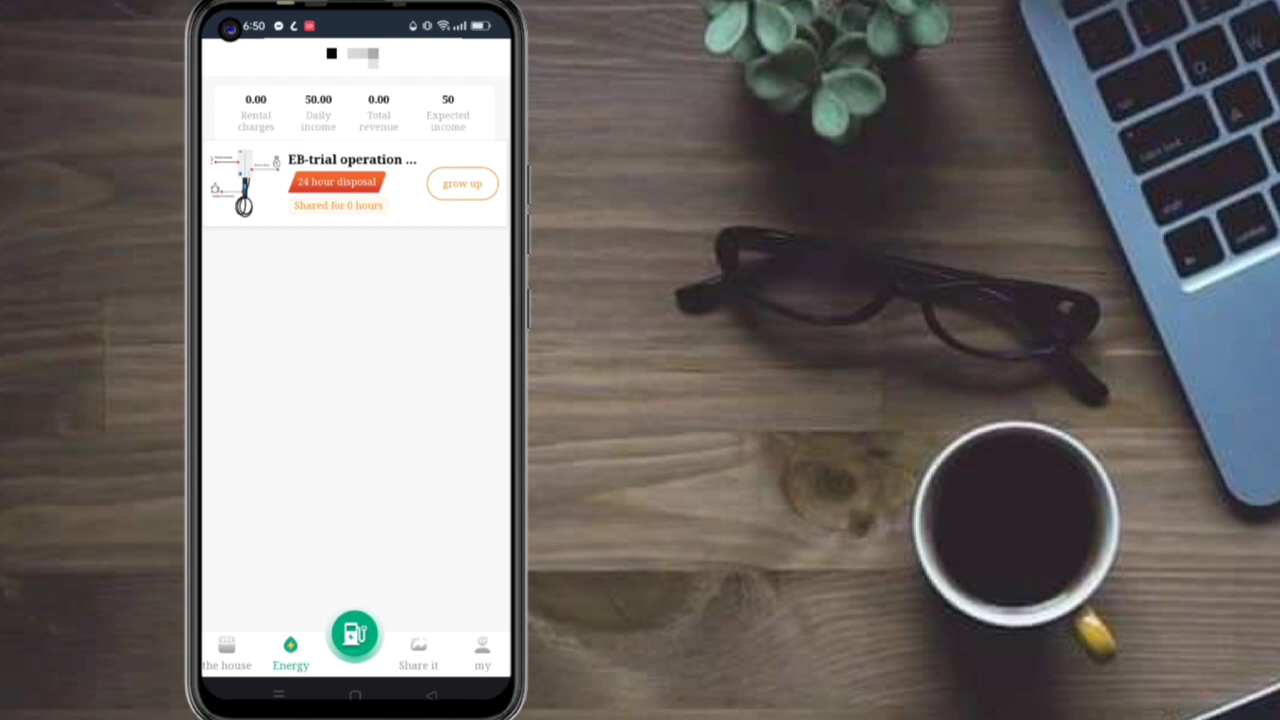 6:50
0.00 50.00 0.00 50
Rental charges Daily income Total revenue Expected income
EB-trial operation ...
24 hour disposal
grow up
Shared for 0 hours
the house Energy Share it my